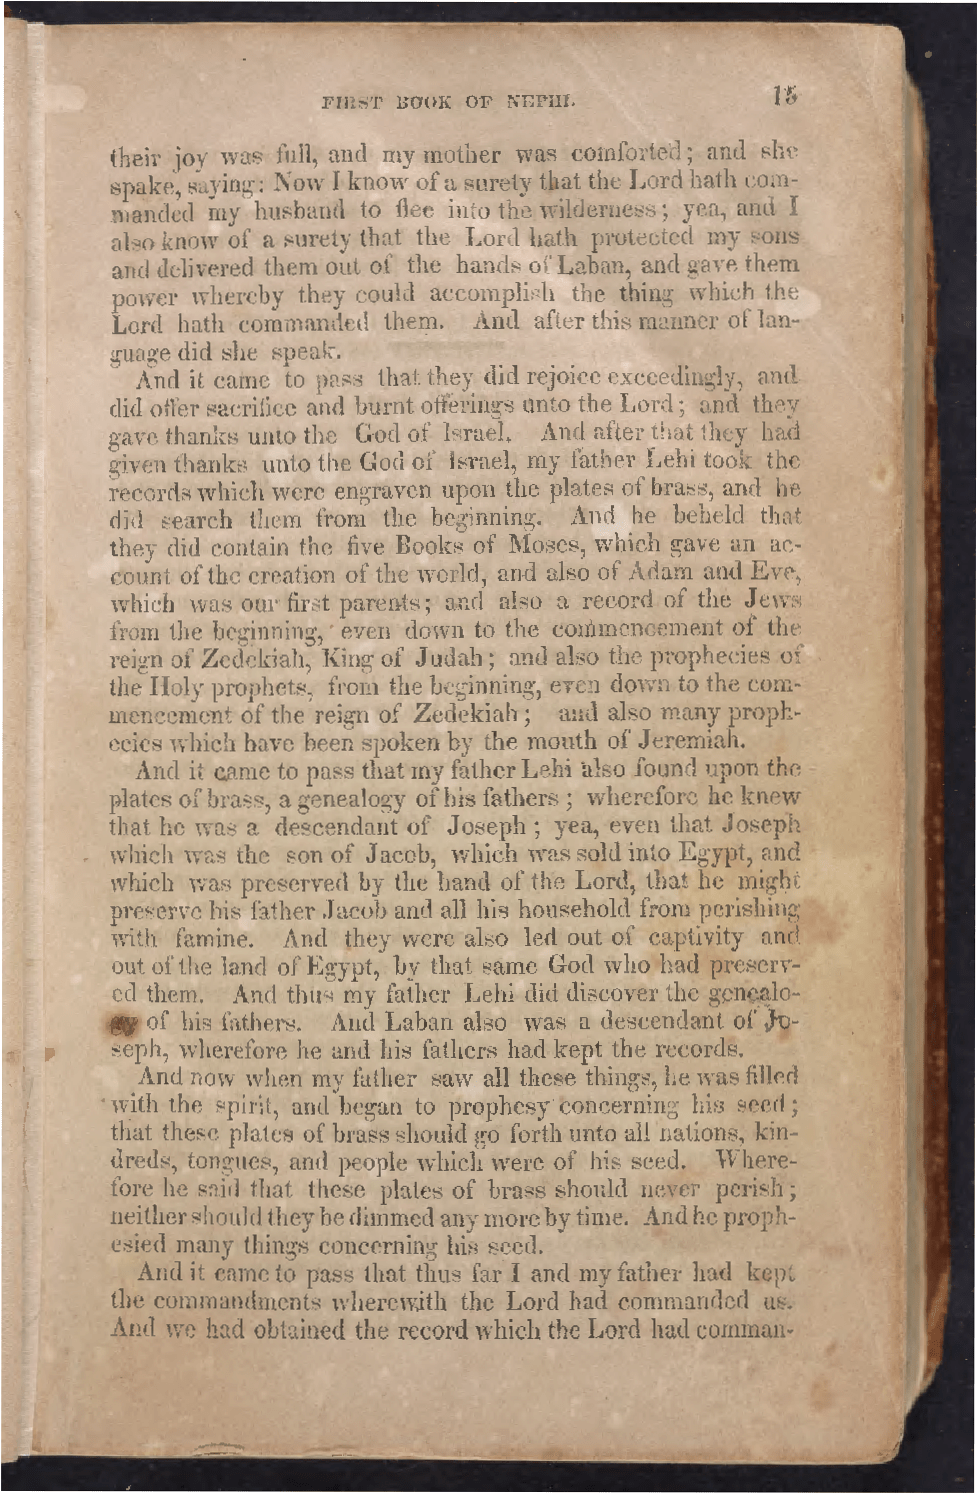 FIRST BOOK OF NEPHI. 15
their joy was full, and my mother was comforted; and she
spake, saying: Now I know of a surety that the Lord hath com-
manded my husband to flee into the wilderness; yea, and I
also know of a surety that the Lord hath protected my sons
and delivered them out of the hands of Laban, and gave them
power whereby they could accomplish the thing which the
Lord hath commanded them. And after this manner of lan-
guage did she speak.
And it came to pass that they did rejoice exceedingly, and
did offer sacrifice and burnt offerings unto the Lord; and they
gave thanks unto the God of Israel. And after that they had
given thanks unto the God of Israel, my father Lehi took the
records which were engraven upon the plates of brass, and he
did search them from the beginning. And he beheld that
they did contain the five Books of Moses, which gave an ac-
count of the creation of the world, and also of Adam and Eve,
which was our first parents; and also a record of the Jews
from the beginning, even down to the commencement of the
reign of Zedekiah, King of Judah; and also the prophecies of
the Holy prophets, from the beginning, even down to the com-
mencement of the reign of Zedekiah; and also many proph-
ecies which have been spoken by the mouth of Jeremiah.
And it came to pass that my father Lehi also found upon the
plates of brass, a genealogy of his fathers; wherefore he knew
that he was a descendant of Joseph; yea, even that Joseph
which was the son of Jacob, which was sold into Egypt, and
which was preserved by the hand of the Lord, that he might
preserve his father Jacob and all his household from perishing
with famine. And they were also led out of captivity and
out of the land of Egypt, by that same God who had preserv-
ed them. And thus my father Lehi did discover the genealo-
gy of his fathers. And Laban also was a descendant of Jo-
seph, wherefore he and his fathers had kept the records.
And now when my father saw all these things, he was filled
with the spirit, and began to prophesy concerning his seed;
that these plates of brass should go forth unto all nations, kin-
dreds, tongues, and people which were of his seed. Where-
fore he said that these plates of brass should never perish;
neither should they be dimmed any more by time. And he proph-
esied many things concerning his seed.
And it came to pass that thus far I and my father had kept
the commandments wherewith the Lord had commanded us.
And we had obtained the record which the Lord had comman-